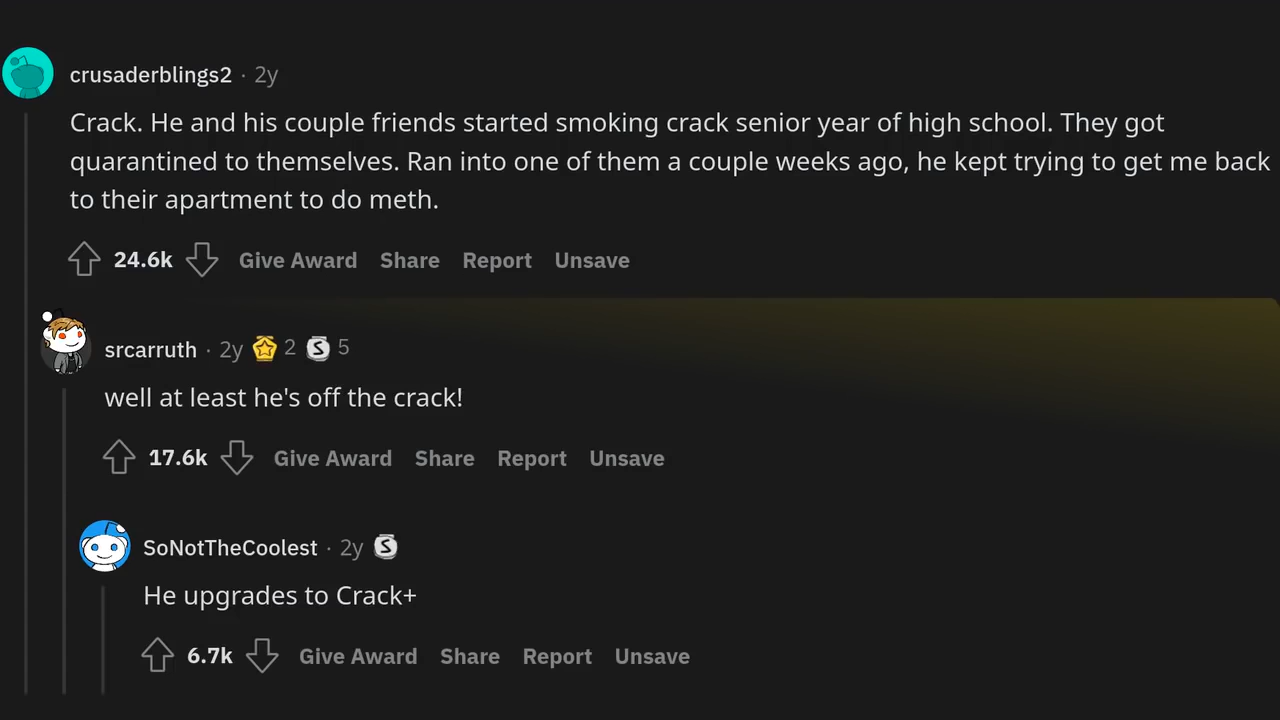 crusaderblings2 · 2y
Crack. He and his couple friends started smoking crack senior year of high school. They got
quarantined to themselves. Ran into one of them a couple weeks ago, he kept trying to get me back
to their apartment to do meth.
24.6k Give Award Share Report Unsave
srcarruth · 2y 2 S 5
well at least he's off the crack!
17.6k Give Award Share Report Unsave
SoNotTheCoolest · 2y S
He upgrades to Crack+
6.7k Give Award Share Report Unsave